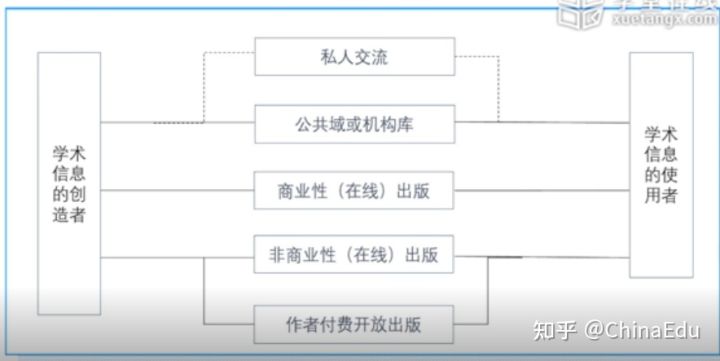 xuetangx.com
私人交流
公共域或机构库
学术
信息
的创
造者
商业性（在线）出版
学术
信息
的使
用者
非商业性（在线）出版
作者付费开放出版
知乎 @ChinaEdu